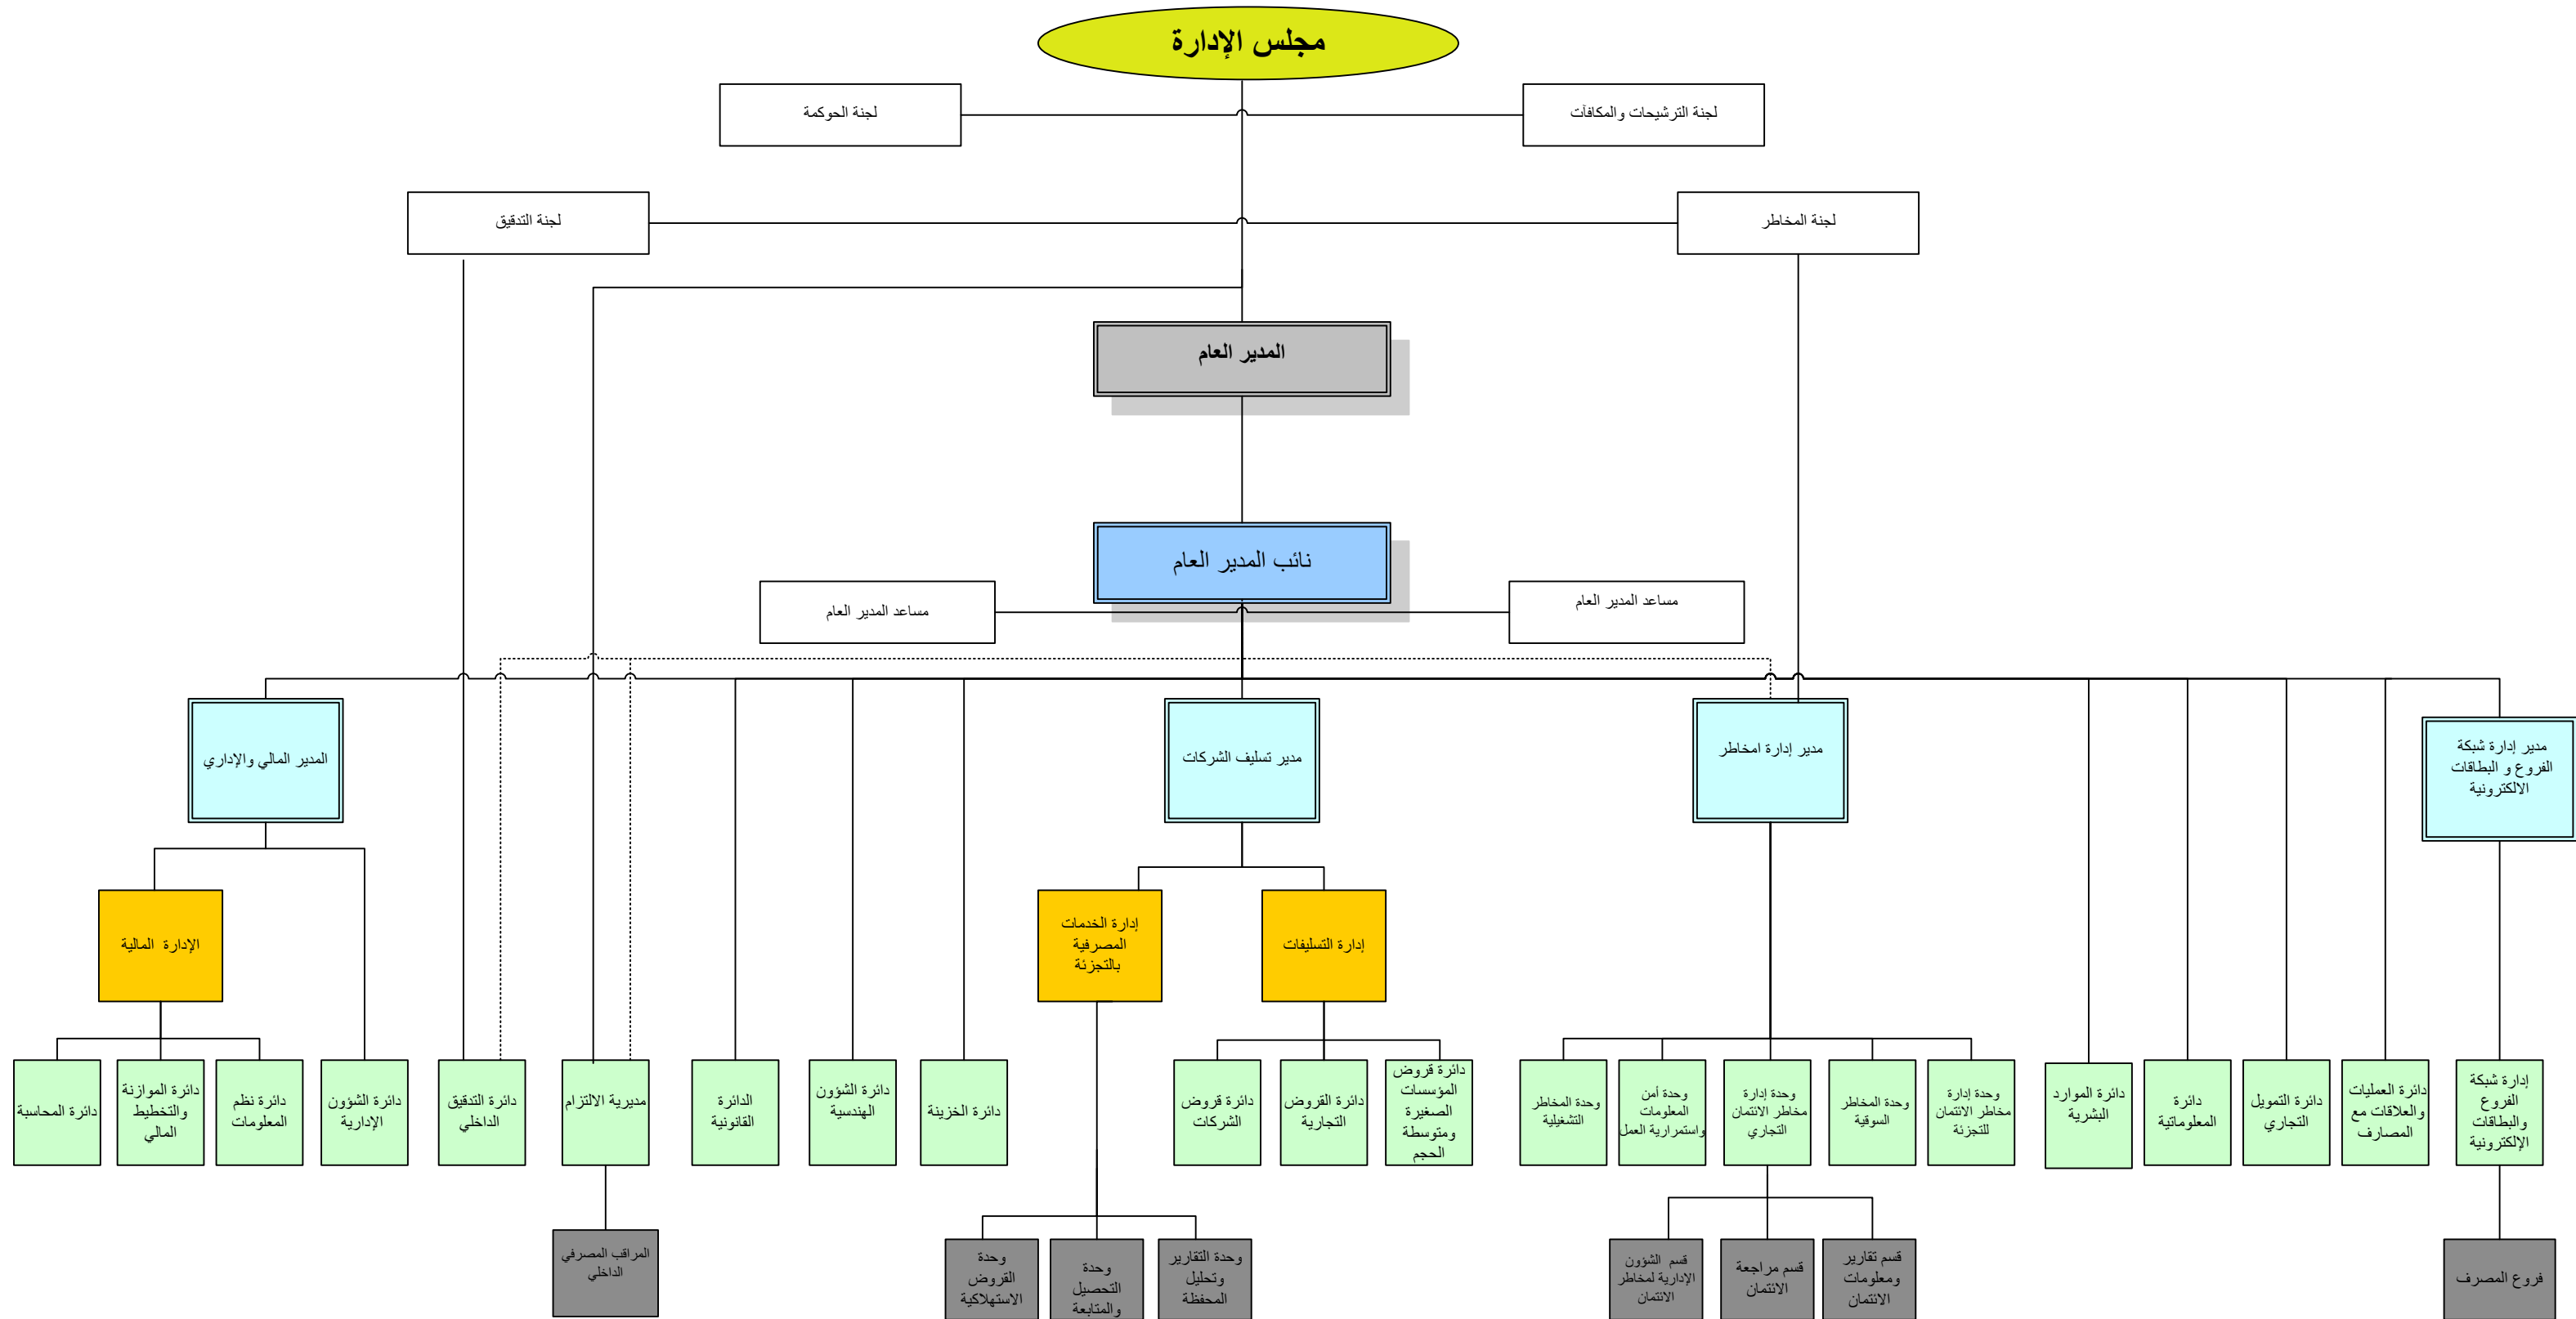 مجلس الإدارة
لجنة الترشيحات والمكافآت
لجنة الحوكمة
لجنة المخاطر
لجنة التدقيق
المدير العام
نائب المدير العام
مساعد المدير العام
مساعد المدير العام
مدير إدارة شبكة
الفروع و البطاقات
الالكترونية
مدير إدارة امخاطر
مدير تسليف الشركات
المدير المالي والإداري
إدارة التسليفات
إدارة الخدمات
المصرفية
بالتجزئة
الإدارة المالية
إدارة شبكة
الفروع
والبطاقات
الإلكترونية
دائرة العمليات
والعلاقات مع
المصارف
دائرة التمويل
التجاري
دائرة
المعلوماتية
دائرة الموارد
البشرية
وحدة إدارة
مخاطر الائتمان
للتجزئة
وحدة المخاطر
السوقية
وحدة إدارة
مخاطر الائتمان
التجاري
وحدة أمن
المعلومات
واستمرارية العمل
وحدة المخاطر
التشغيلية
دائرة قروض
المؤسسات
الصغيرة
ومتوسطة
الحجم
دائرة القروض
التجارية
دائرة قروض
الشركات
دائرة الخزينة
دائرة الشؤون
الهندسية
الدائرة
القانونية
مديرية الالتزام
دائرة التدقيق
الداخلي
دائرة الشؤون
الإدارية
دائرة نظم
المعلومات
دائرة الموازنة
والتخطيط
المالي
دائرة المحاسبة
فروع المصرف
قسم تقارير
ومعلومات
الائتمان
قسم مراجعة
الائتمان
قسم الشؤون
الإدارية لمخاطر
الائتمان
وحدة التقارير
وتحليل
المحفظة
وحدة
التحصيل
والمتابعة
وحدة
القروض
الاستهلاكية
المراقب المصرفي
الداخلي